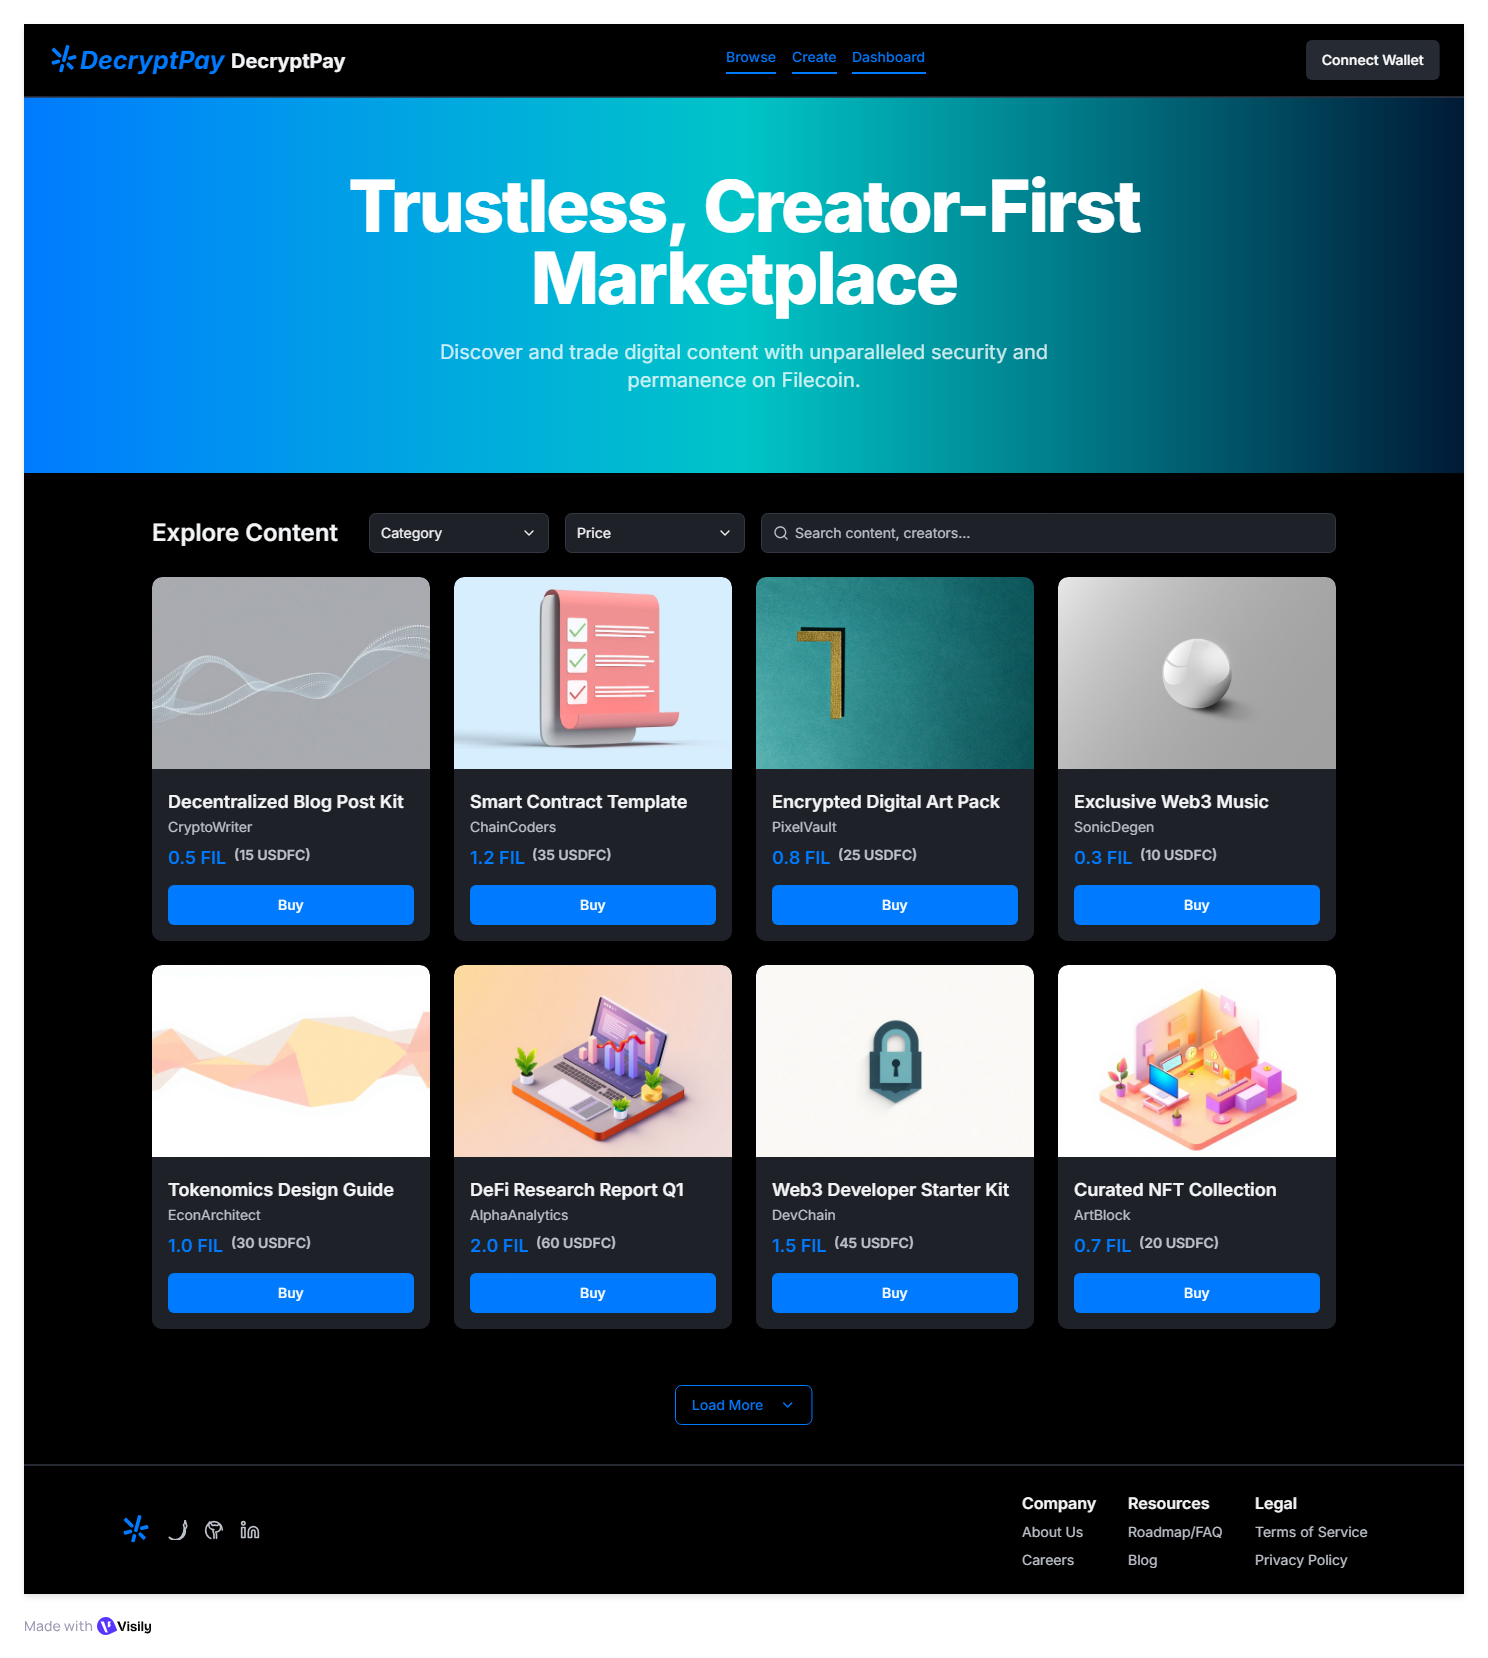 DecryptPay DecryptPay
Browse Create Dashboard
Connect Wallet
Trustless, Creator-First
Marketplace
Discover and trade digital content with unparalleled security and
permanence on Filecoin.
Explore Content
Category
Price
Search content, creators...
Decentralized Blog Post Kit
CryptoWriter
0.5 FIL (15 USDFC)
Buy
Smart Contract Template
ChainCoders
1.2 FIL (35 USDFC)
Buy
Encrypted Digital Art Pack
PixelVault
0.8 FIL (25 USDFC)
Buy
Exclusive Web3 Music
SonicDegen
0.3 FIL (10 USDFC)
Buy
Tokenomics Design Guide
EconArchitect
1.0 FIL (30 USDFC)
Buy
DeFi Research Report Q1
AlphaAnalytics
2.0 FIL (60 USDFC)
Buy
Web3 Developer Starter Kit
DevChain
1.5 FIL (45 USDFC)
Buy
Curated NFT Collection
ArtBlock
0.7 FIL (20 USDFC)
Buy
Load More
Company
About Us
Careers
Resources
Roadmap/FAQ
Blog
Legal
Terms of Service
Privacy Policy
Made with Visily